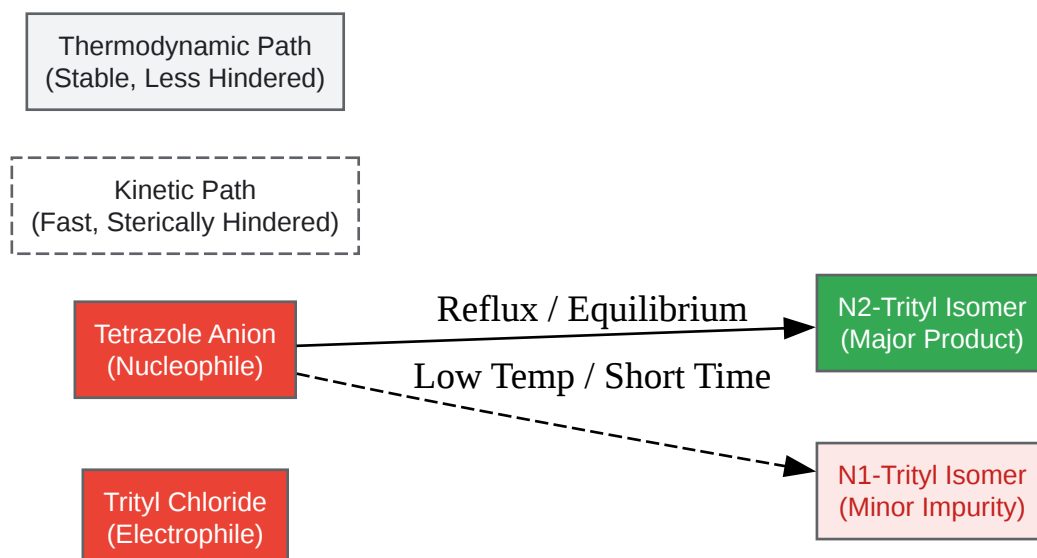 Thermodynamic Path
(Stable, Less Hindered)
Kinetic Path
(Fast, Sterically Hindered)
Tetrazole Anion
(Nucleophile)
Reflux / Equilibrium
Low Temp / Short Time
N2-Trityl Isomer
(Major Product)
Trityl Chloride
(Electrophile)
N1-Trityl Isomer
(Minor Impurity)